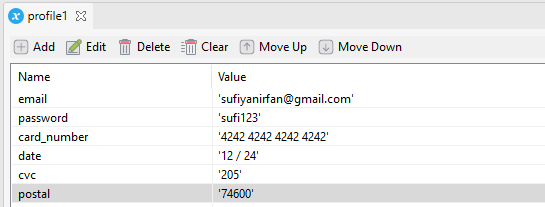 profile1
Add Edit Delete Clear Move Up Move Down
Name Value
email 'sufiyanirfan@gmail.com'
password 'sufi123'
card_number '4242 4242 4242 4242'
date '12 / 24'
cvc '205'
postal '74600'